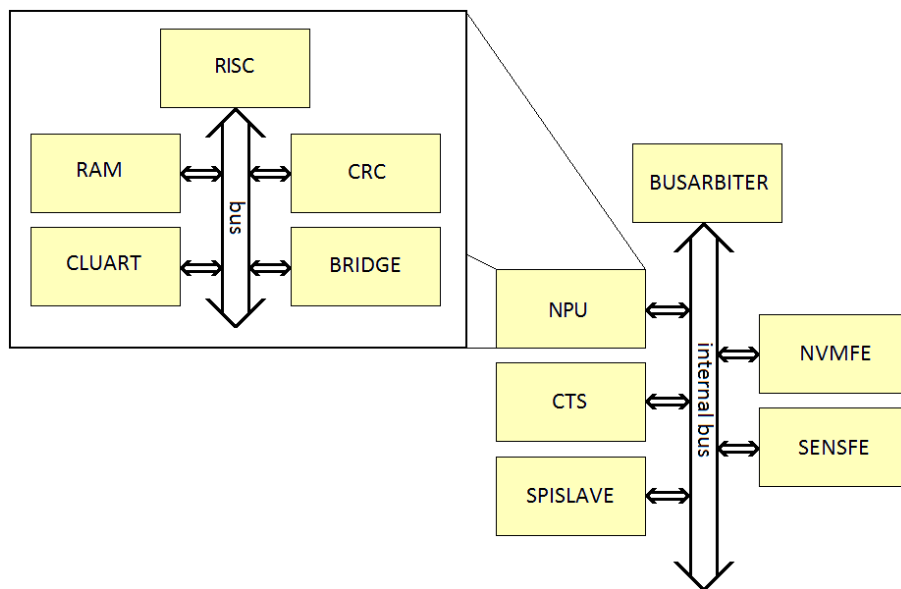 RISC
RAM
CRC
bus
CLUART
BRIDGE
BUSARBITER
NPU
internal bus
NVMFE
CTS
SENSFE
SPISLAVE